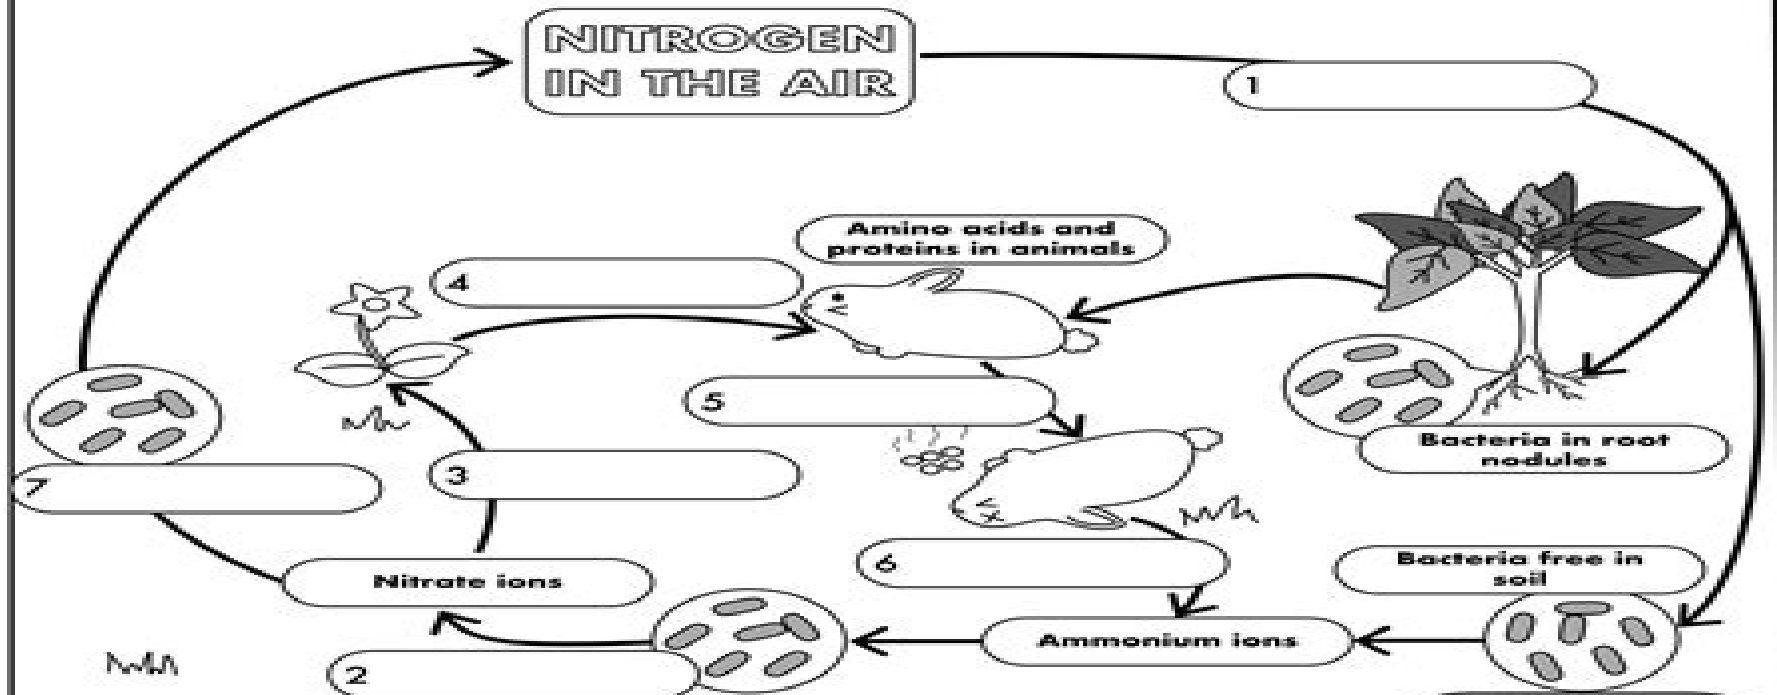 NITROGEN
IN THE AIR
1
Amino acids and
proteins in animals
4
5
Bacteria in root
nodules
7
3
6
Bacteria free in
soil
Nitrate ions
Ammonium ions
2